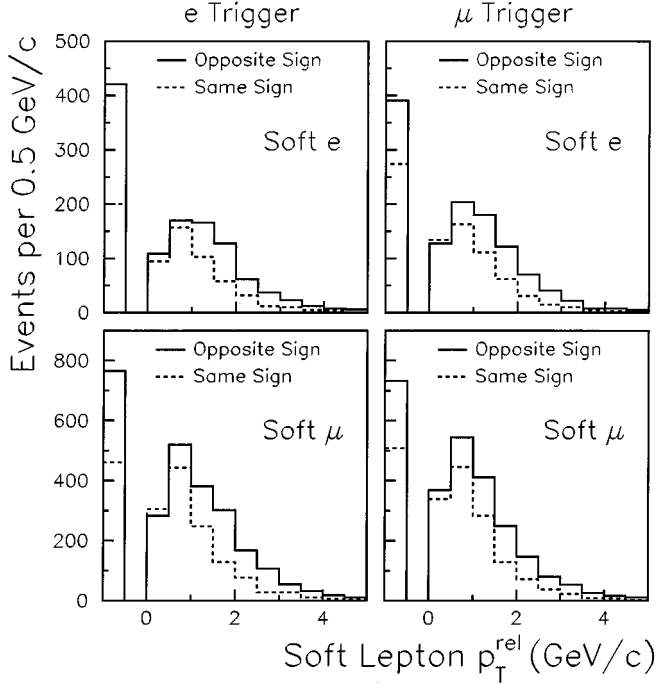 e Trigger
μ Trigger
Events per 0.5 GeV/c
500
400
300
200
100
0
Opposite Sign
Same Sign
Soft e
Opposite Sign
Same Sign
Soft e
800
600
400
200
0
Opposite Sign
Same Sign
Soft μ
Opposite Sign
Same Sign
Soft μ
0 2 4
0 2 4
Soft Lepton p_T^rel (GeV/c)